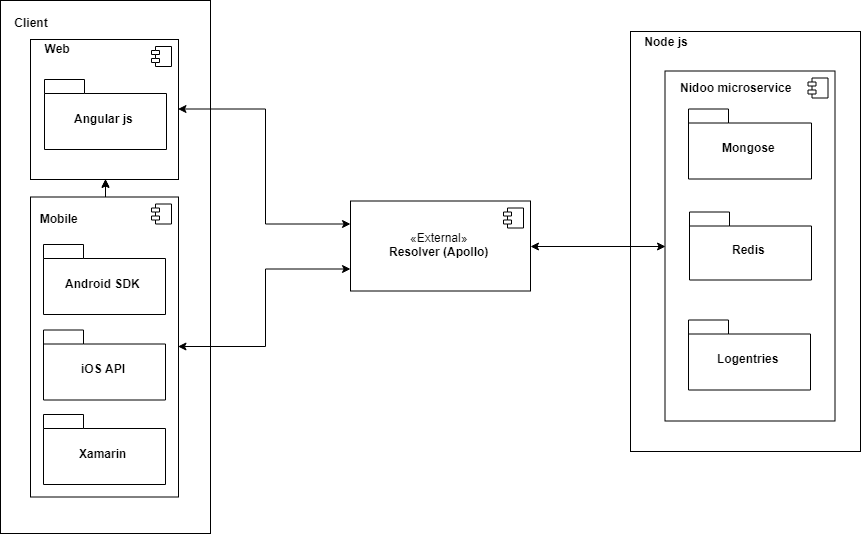 Client
Web
Angular js
Mobile
Android SDK
iOS API
Xamarin
«External»
Resolver (Apollo)
Node js
Nidoo microservice
Mongose
Redis
Logentries